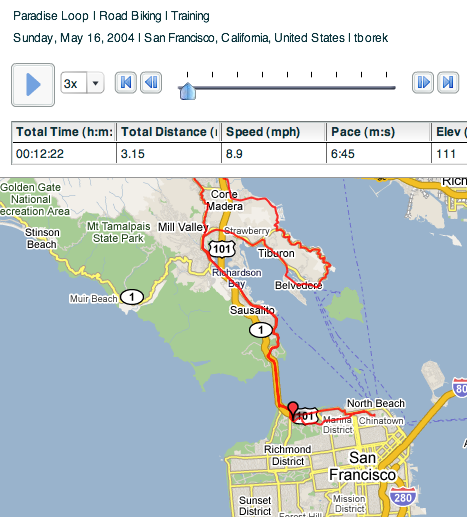 Paradise Loop | Road Biking | Training
Sunday, May 16, 2004 | San Francisco, California, United States | tborek
3x
Total Time (h:m: Total Distance ( Speed (mph) Pace (m:s) Elev (
00:12:22 3.15 8.9 6:45 111
Golden Gate
National
ecreation Area
Corte
Madera
Rich
Stinson
Beach
Mt Tamalpais
State Park
Mill Valley
Strawberry
101
Tiburon
Richardson
Bay
Belvedere
Muir Beach
1
Sausalito
1
80
North Beach
101
Marina
District
Chinatown
Richmond
District
San
Francisco
Mission
District
280
Sunset
District
Forest Hill